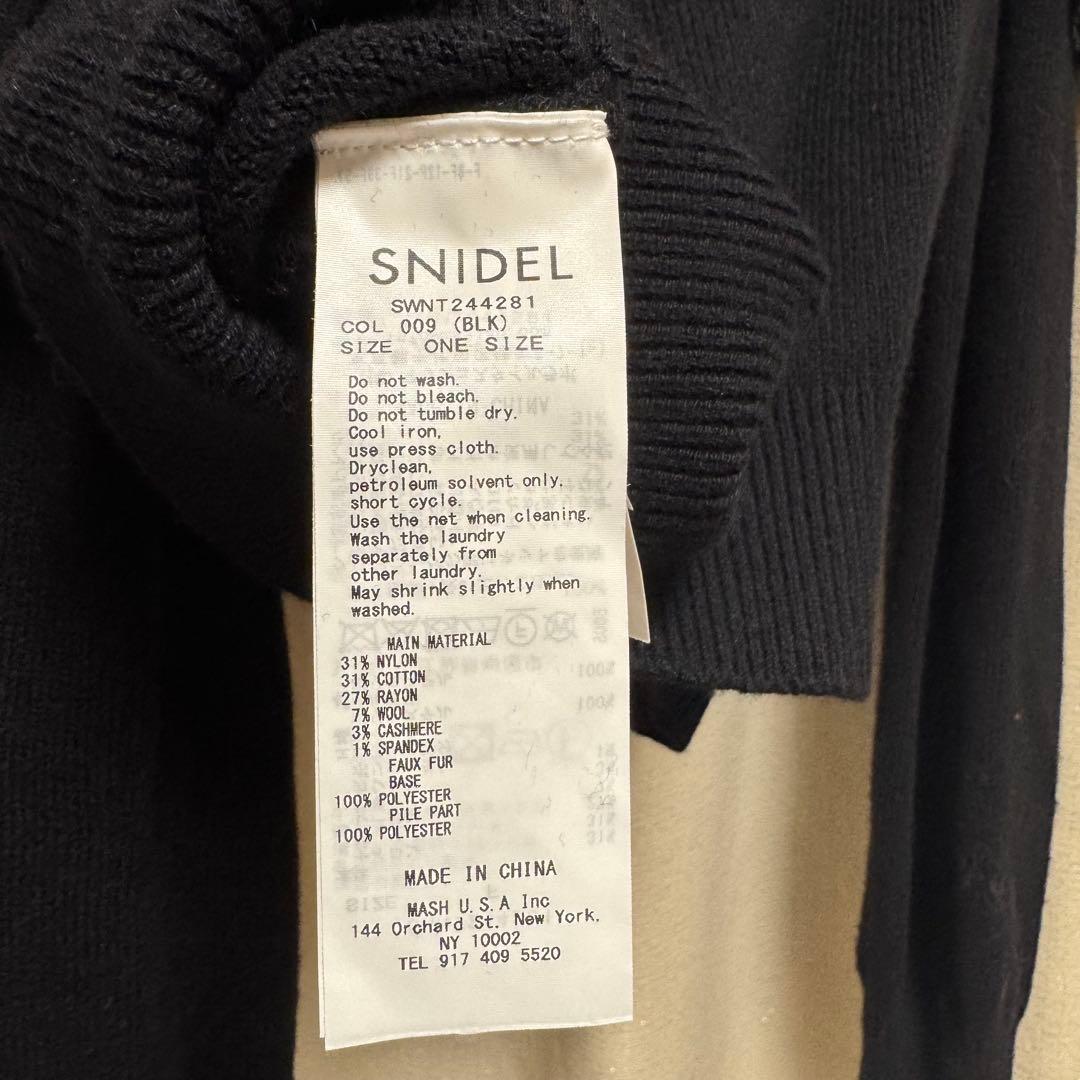 SNIDEL
SWNT244281
COL 009 (BLK)
SIZE ONE SIZE
Do not wash.
Do not bleach.
Do not tumble dry.
Cool iron,
use press cloth.
Dryclean,
petroleum solvent only,
short cycle.
Use the net when cleaning.
Wash the laundry
separately from
other laundry.
May shrink slightly when
washed.
MAIN MATERIAL
31% NYLON
31% COTTON
27% RAYON
7% WOOL
3% CASHMERE
1% SPANDEX
FAUX FUR
BASE
100% POLYESTER
PILE PART
100% POLYESTER
MADE IN CHINA
MASH U.S.A Inc
144 Orchard St. New York,
NY 10002
TEL 917 409 5520